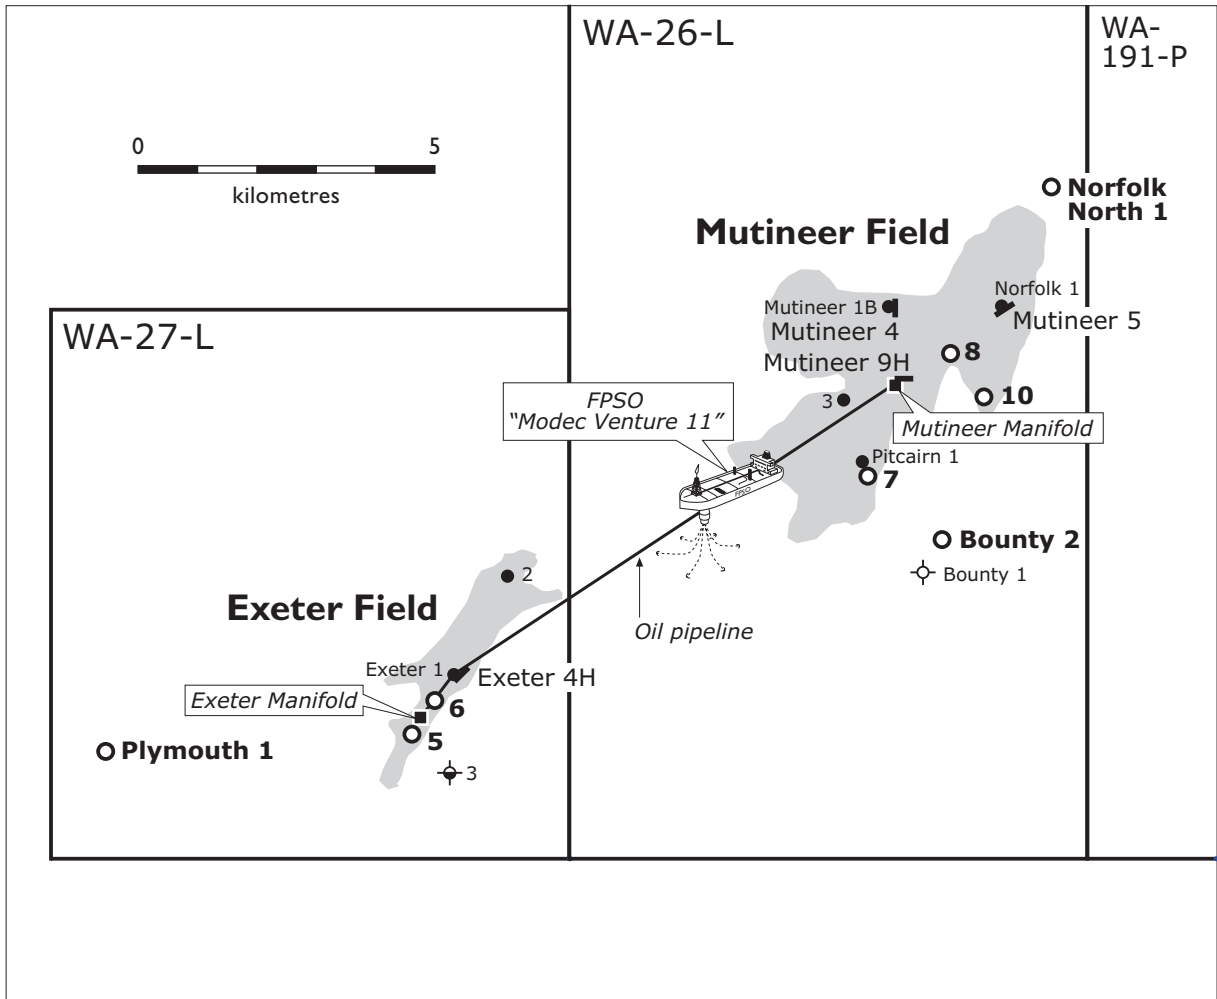 WA-26-L
WA-
191-P
0 5
kilometres
Norfolk
North 1
Mutineer Field
Norfolk 1
Mutineer 1B
Mutineer 5
Mutineer 4
WA-27-L
8
Mutineer 9H
FPSO
"Modec Venture 11"
3
10
Mutineer Manifold
Pitcairn 1
7
FPSO
Bounty 2
2
Bounty 1
Exeter Field
Oil pipeline
Exeter 1
Exeter 4H
Exeter Manifold
6
5
Plymouth 1
3